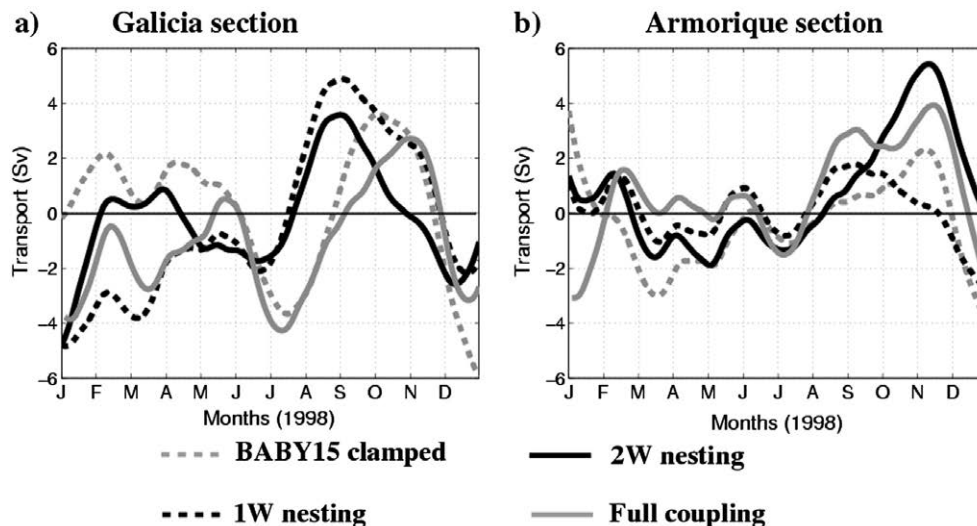 a) Galicia section
6
4
2
0
−2
−4
−6
Transport (Sv)
J F M A M J J A S O N D
Months (1998)
b) Armorique section
6
4
2
0
−2
−4
−6
Transport (Sv)
J F M A M J J A S O N D
Months (1998)
BABY15 clamped
2W nesting
1W nesting
Full coupling